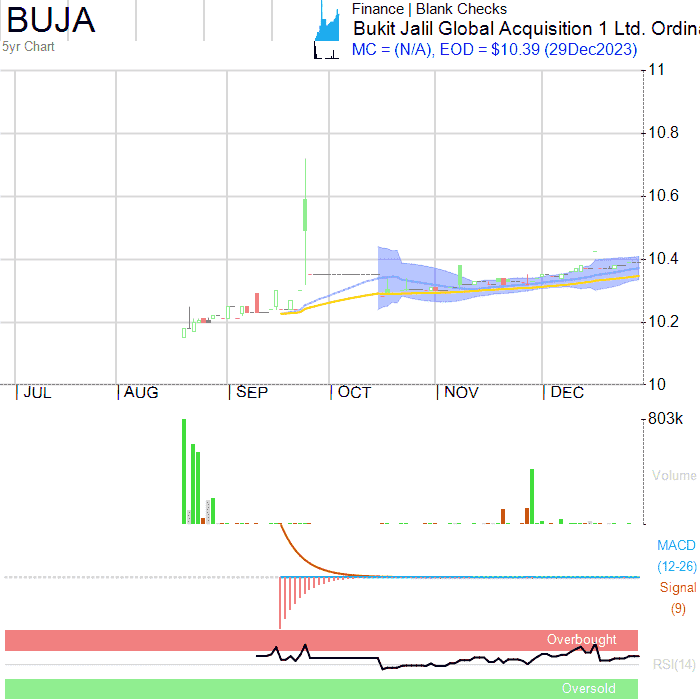 BUJA
5yr Chart
Finance | Blank Checks
Bukit Jalil Global Acquisition 1 Ltd. Ordina
MC = (N/A), EOD = $10.39 (29Dec2023)
11
10.8
10.6
10.4
10.2
10
JUL AUG SEP OCT NOV DEC
803k
Volume
MACD
(12-26)
Signal
(9)
Overbought
RSI(14)
Oversold